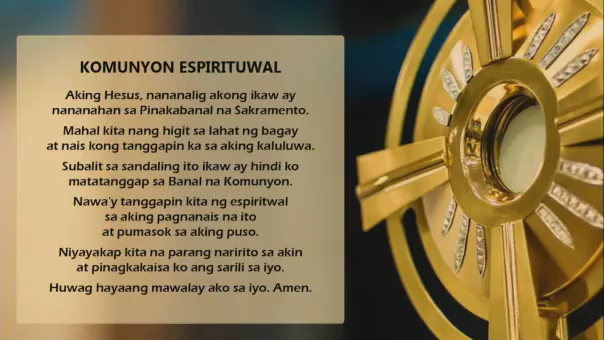 KOMUNYON ESPIRITUWAL
Aking Hesus, nananalig akong ikaw ay
nananahan sa Pinakabanal na Sakramento.
Mahal kita nang higit sa lahat ng bagay
at nais kong tanggapin ka sa aking kaluluwa.
Subalit sa sandaling ito ikaw ay hindi ko
matatanggap sa Banal na Komunyon.
Nawa'y tanggapin kita ng espiritwal
sa aking pagnanais na ito
at pumasok sa aking puso.
Niyayakap kita na parang naririto sa akin
at pinagkakaisa ko ang sarili sa iyo.
Huwag hayaang mawalay ako sa iyo. Amen.